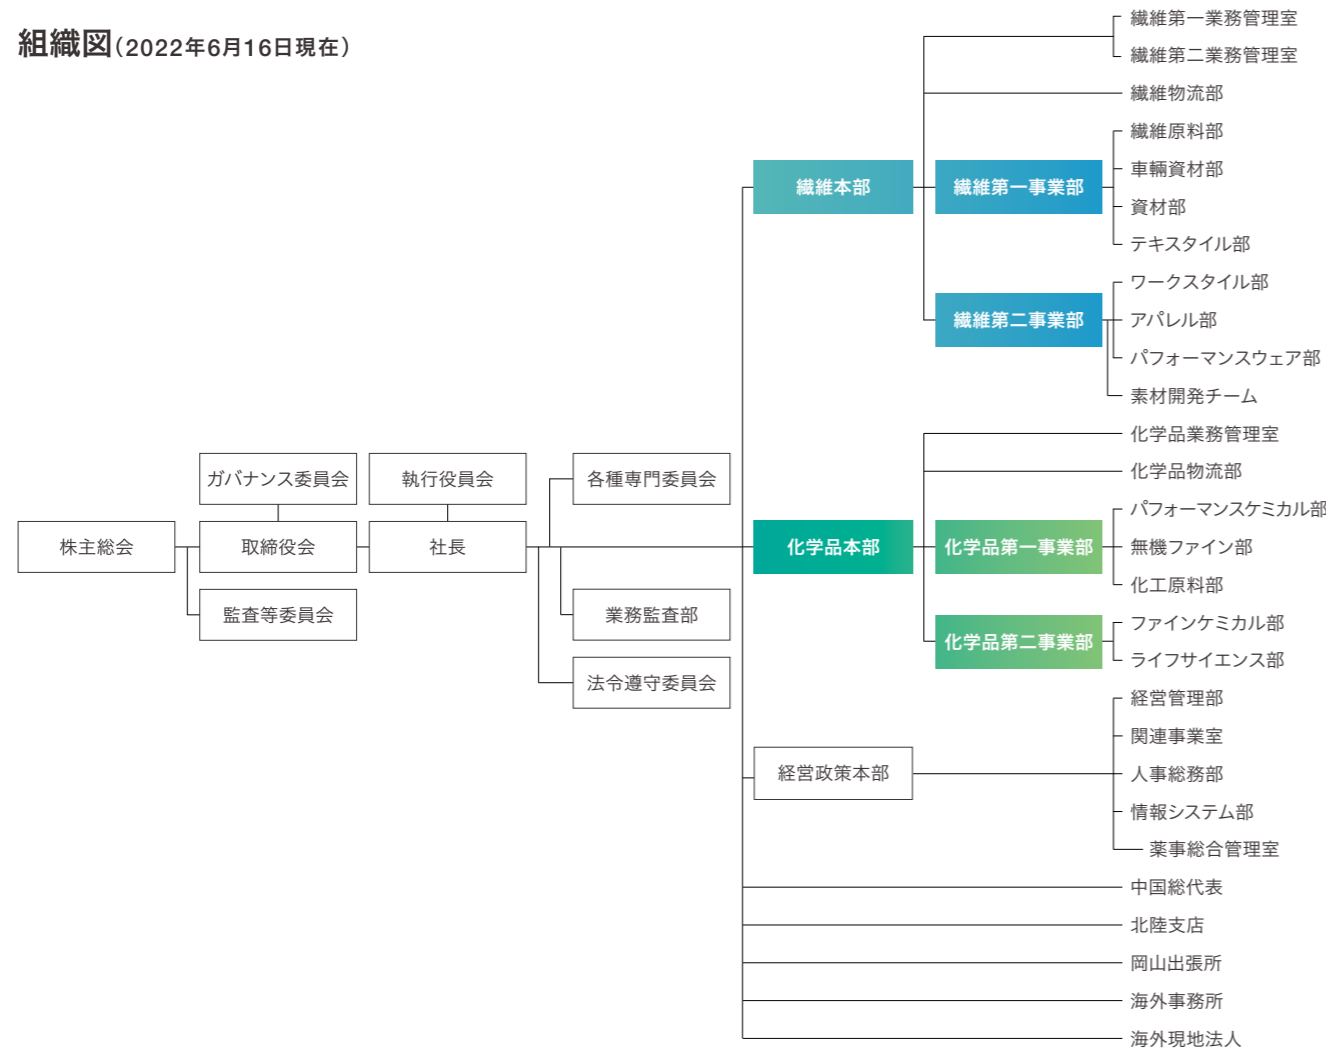 組織図（2022年6月16日現在）
株主総会
ガバナンス委員会
取締役会
監査等委員会
執行役員会
社長
各種専門委員会
業務監査部
法令遵守委員会
繊維本部
繊維第一業務管理室
繊維第二業務管理室
繊維物流部
繊維第一事業部
繊維原料部
車輛資材部
資材部
テキスタイル部
繊維第二事業部
ワークスタイル部
アパレル部
パフォーマンスウェア部
素材開発チーム
化学品本部
化学品業務管理室
化学品物流部
化学品第一事業部
パフォーマンスケミカル部
無機ファイン部
化工原料部
化学品第二事業部
ファインケミカル部
ライフサイエンス部
経営政策本部
経営管理部
関連事業室
人事総務部
情報システム部
薬事総合管理室
中国総代表
北陸支店
岡山出張所
海外事務所
海外現地法人